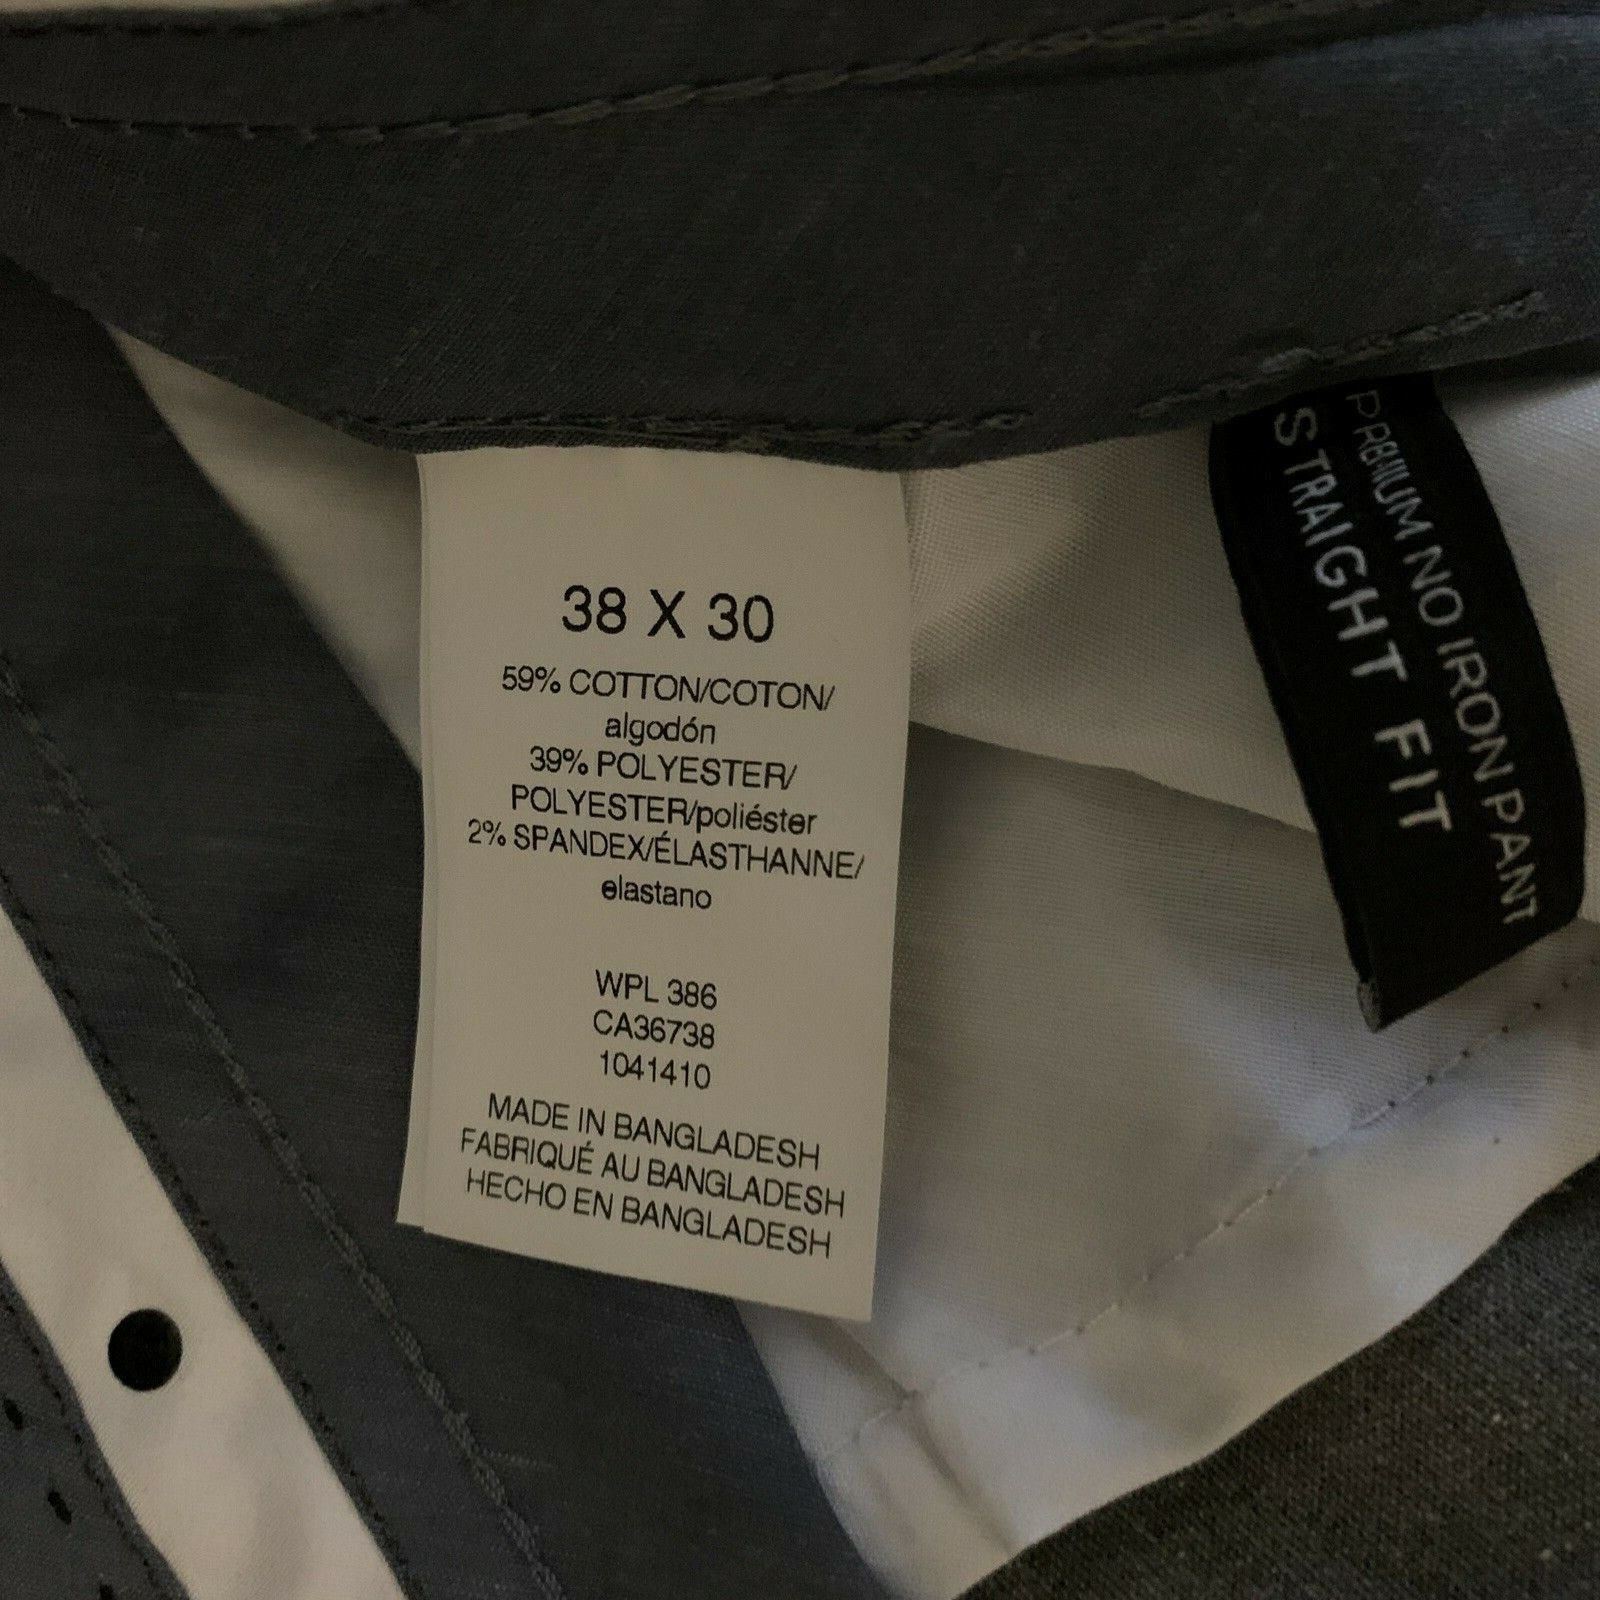 38 X 30
59% COTTON/COTON/
algodón
39% POLYESTER/
POLYESTER/poliéster
2% SPANDEX/ÉLASTHANNE/
elastano
WPL 386
CA36738
1041410
MADE IN BANGLADESH
FABRIQUÉ AU BANGLADESH
HECHO EN BANGLADESH
PREMIUM NO IRON PANT
STRAIGHT FIT